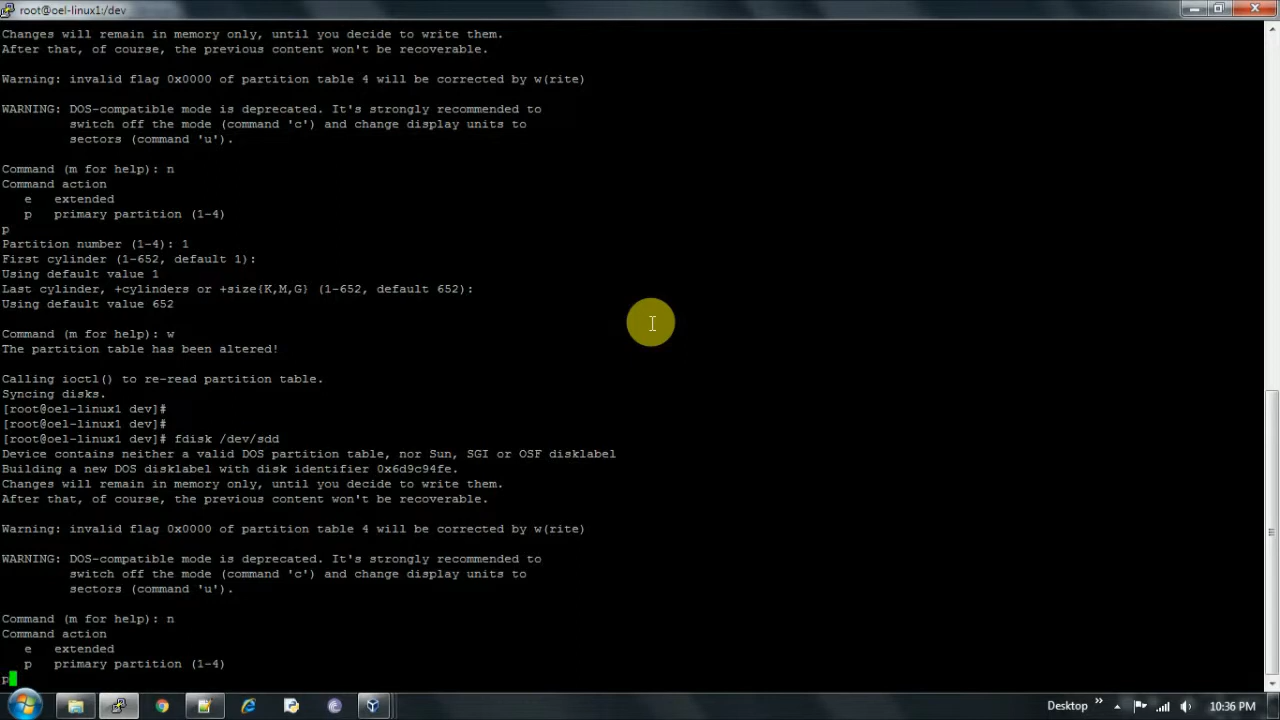 root@oel-linux1:/dev
Changes will remain in memory only, until you decide to write them.
After that, of course, the previous content won't be recoverable.
Warning: invalid flag 0x0000 of partition table 4 will be corrected by w(rite)
WARNING: DOS-compatible mode is deprecated. It's strongly recommended to
switch off the mode (command 'c') and change display units to
sectors (command 'u').
Command (m for help): n
Command action
e   extended
p   primary partition (1-4)
p
Partition number (1-4): 1
First cylinder (1-652, default 1):
Using default value 1
Last cylinder, +cylinders or +size{K,M,G} (1-652, default 652):
Using default value 652
Command (m for help): w
The partition table has been altered!
Calling ioctl() to re-read partition table.
Syncing disks.
[root@oel-linux1 dev]#
[root@oel-linux1 dev]#
[root@oel-linux1 dev]# fdisk /dev/sdd
Device contains neither a valid DOS partition table, nor Sun, SGI or OSF disklabel
Building a new DOS disklabel with disk identifier 0x6d9c94fe.
Changes will remain in memory only, until you decide to write them.
After that, of course, the previous content won't be recoverable.
Warning: invalid flag 0x0000 of partition table 4 will be corrected by w(rite)
WARNING: DOS-compatible mode is deprecated. It's strongly recommended to
switch off the mode (command 'c') and change display units to
sectors (command 'u').
Command (m for help): n
Command action
e   extended
p   primary partition (1-4)
p
Desktop » 10:36 PM